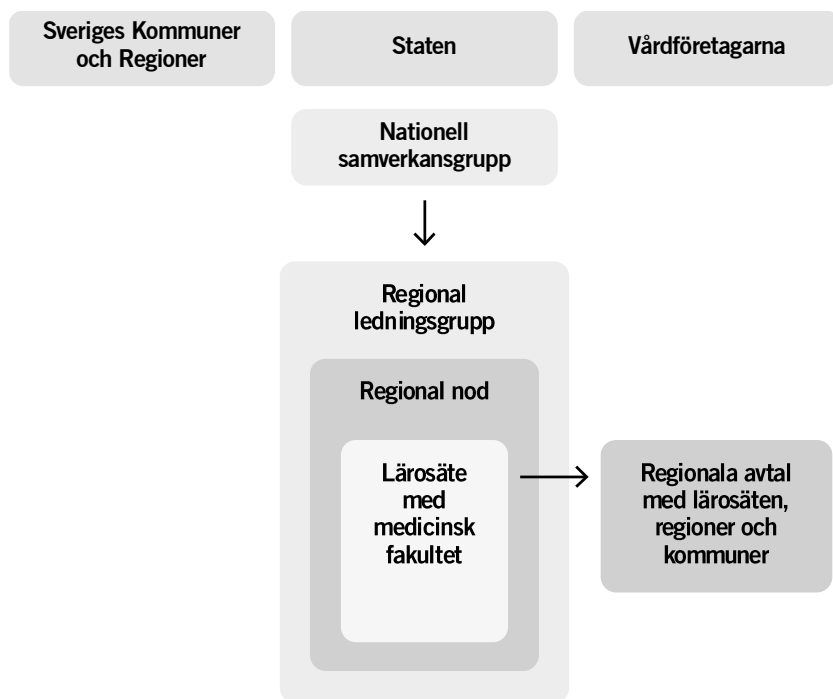 Sveriges Kommuner
och Regioner
Staten
Vårdföretagarna
Nationell
samverkansgrupp
Regional
ledningsgrupp
Regional nod
Lärosäte
med
medicinsk
fakultet
Regionala avtal
med lärosäten,
regioner och
kommuner